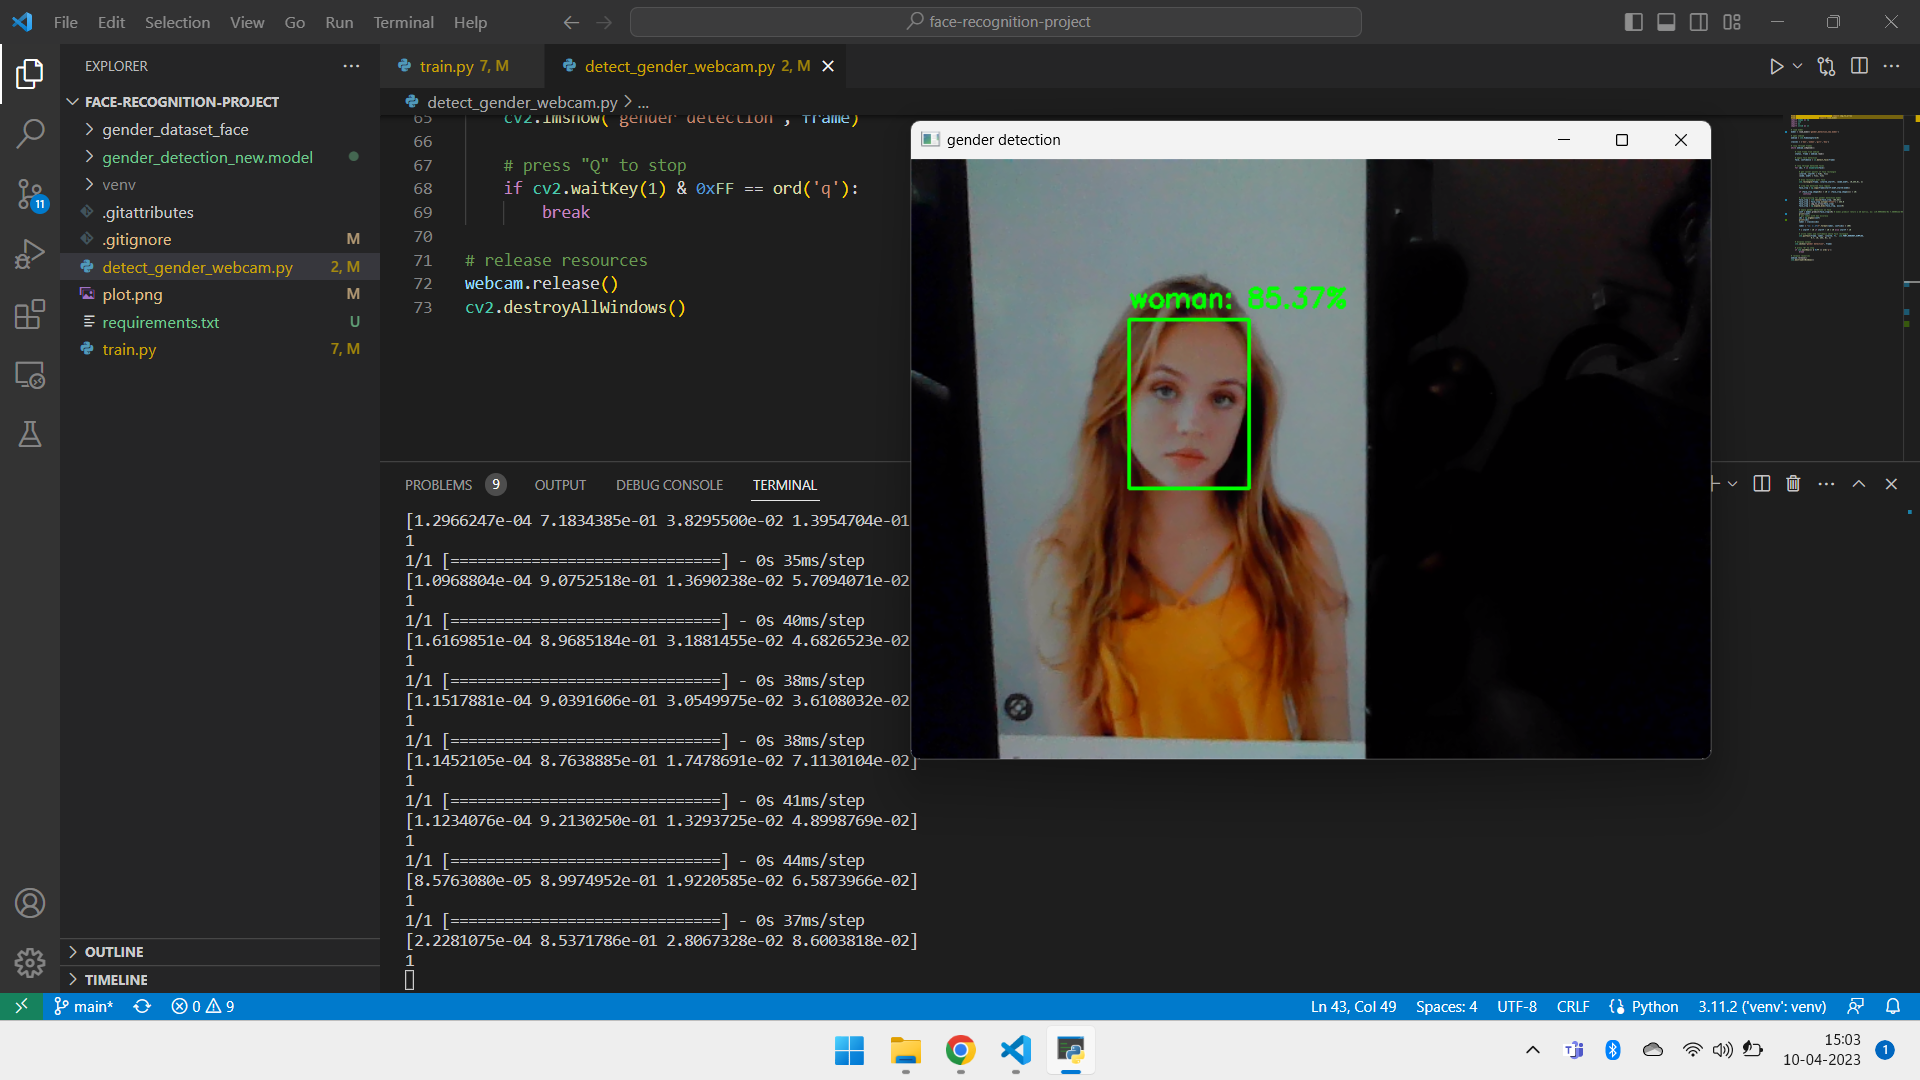 File Edit Selection View Go Run Terminal Help
face-recognition-project
EXPLORER
FACE-RECOGNITION-PROJECT
gender_dataset_face
gender_detection_new.model
venv
.gitattributes
.gitignore M
detect_gender_webcam.py 2, M
plot.png M
requirements.txt U
train.py 7, M
OUTLINE
TIMELINE
11
train.py 7, M
detect_gender_webcam.py 2, M
detect_gender_webcam.py > ...
65 cv2.imshow("gender detection", frame)
66
67 # press "Q" to stop
68 if cv2.waitKey(1) & 0xFF == ord('q'):
69 break
70
71 # release resources
72 webcam.release()
73 cv2.destroyAllWindows()
gender detection
woman: 85.37%
PROBLEMS 9 OUTPUT DEBUG CONSOLE TERMINAL
[1.2966247e-04 7.1834385e-01 3.8295500e-02 1.3954704e-01
1
1/1 [==============================] - 0s 35ms/step
[1.0968804e-04 9.0752518e-01 1.3690238e-02 5.7094071e-02
1
1/1 [==============================] - 0s 40ms/step
[1.6169851e-04 8.9685184e-01 3.1881455e-02 4.6826523e-02
1
1/1 [==============================] - 0s 38ms/step
[1.1517881e-04 9.0391606e-01 3.0549975e-02 3.6108032e-02
1
1/1 [==============================] - 0s 38ms/step
[1.1452105e-04 8.7638885e-01 1.7478691e-02 7.1130104e-02]
1
1/1 [==============================] - 0s 41ms/step
[1.1234076e-04 9.2130250e-01 1.3293725e-02 4.8998769e-02]
1
1/1 [==============================] - 0s 44ms/step
[8.5763080e-05 8.9974952e-01 1.9220585e-02 6.5873966e-02]
1
1/1 [==============================] - 0s 37ms/step
[2.2281075e-04 8.5371786e-01 2.8067328e-02 8.6003818e-02]
1
main* 0 9
Ln 43, Col 49 Spaces: 4 UTF-8 CRLF Python 3.11.2 ('venv': venv)
15:03
10-04-2023
1